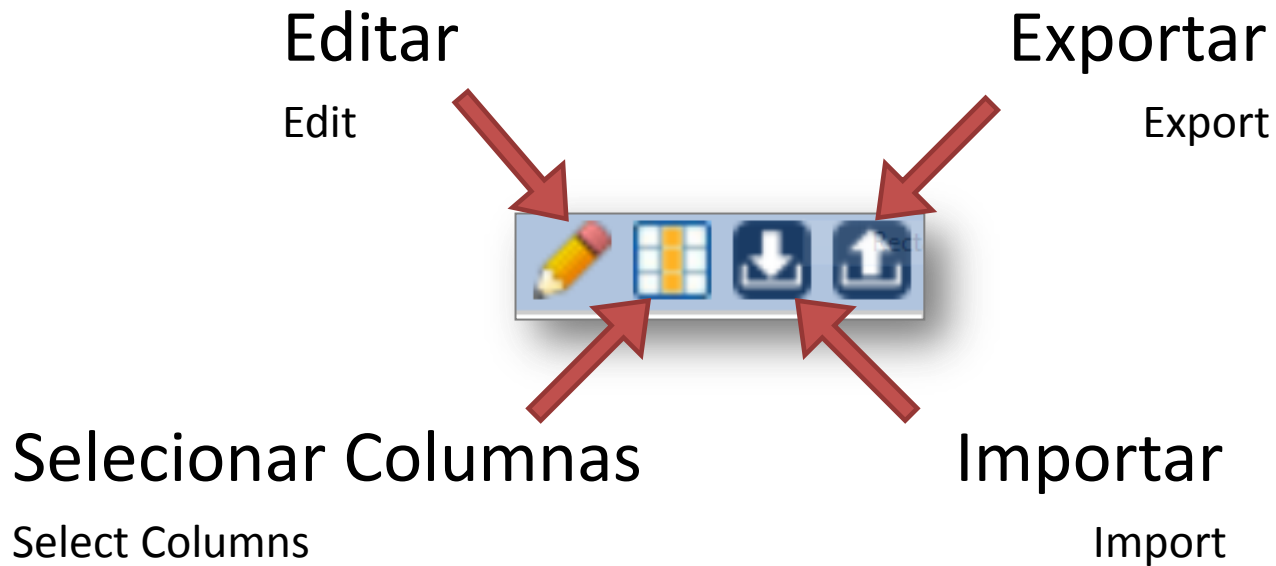 Editar
Edit
Exportar
Export
Selecionar Columnas
Select Columns
Importar
Import